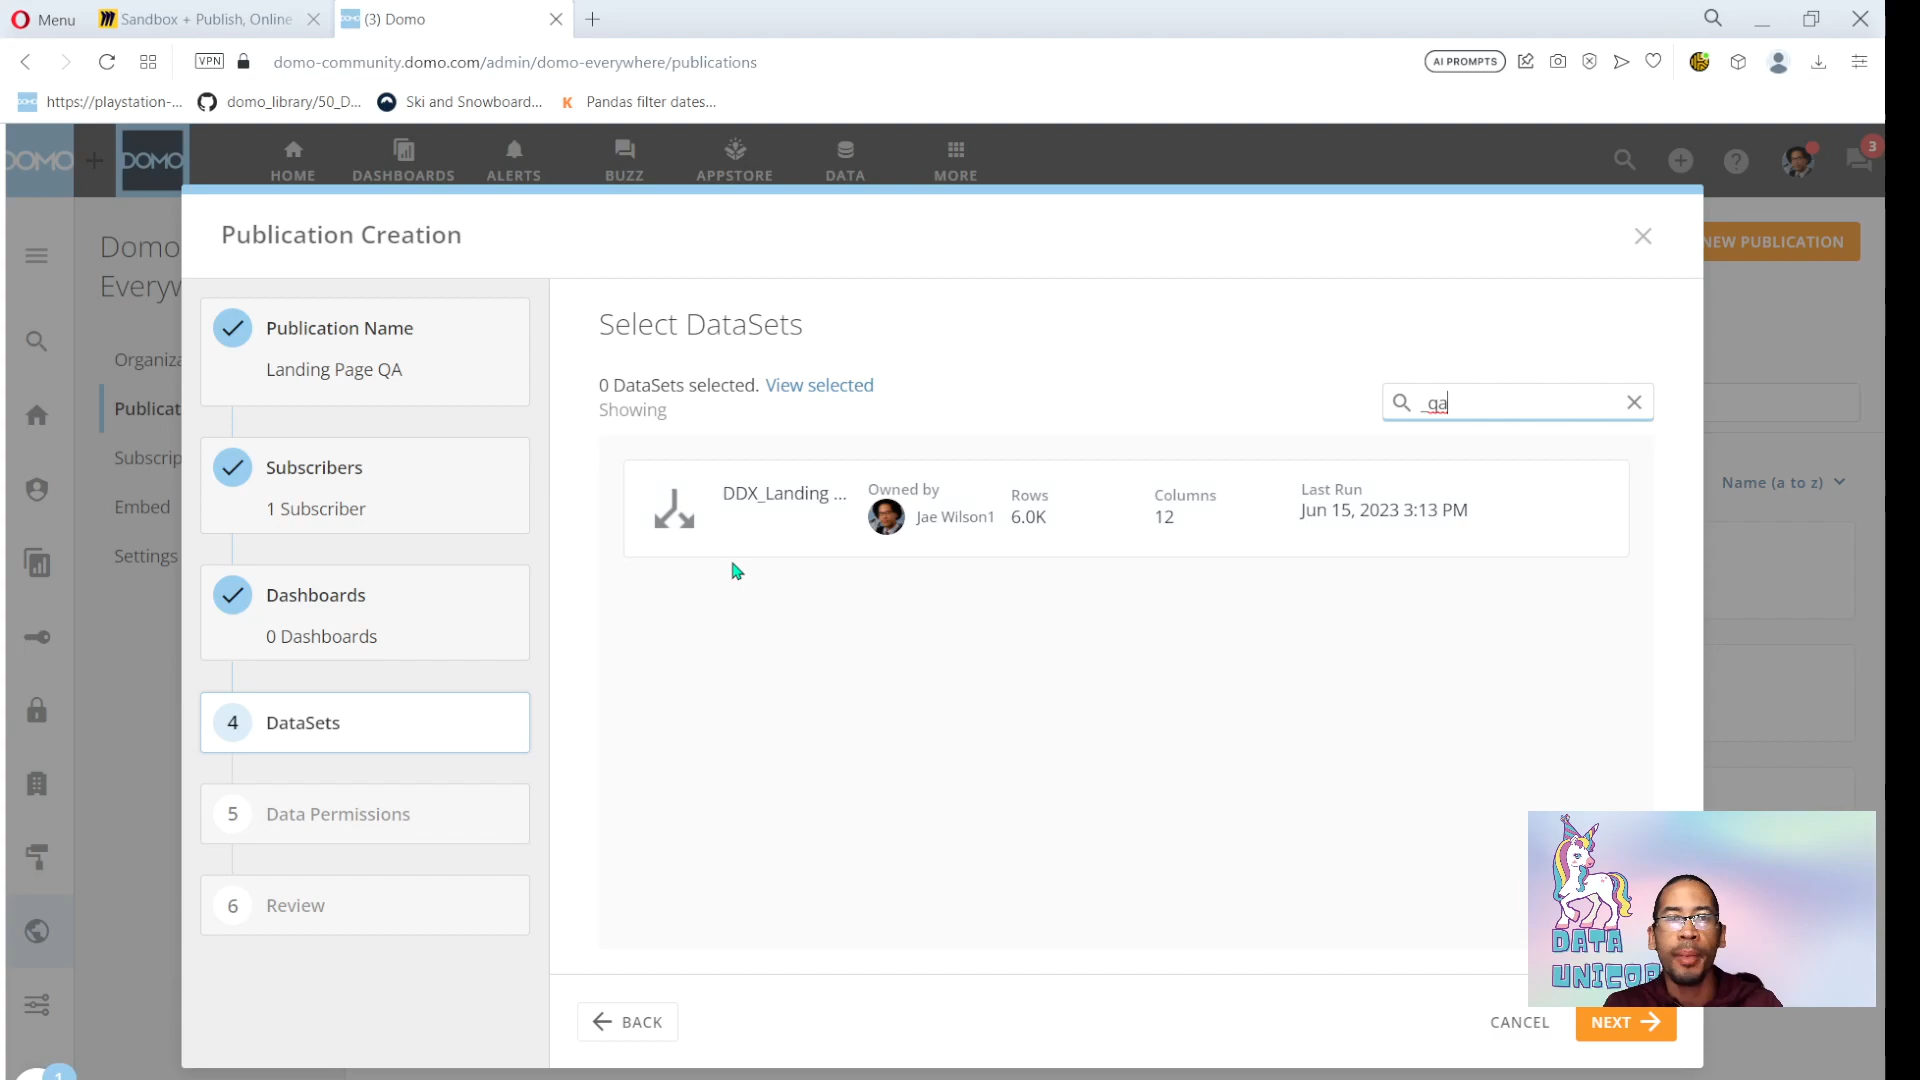 Menu
Sandbox + Publish, Online
(3) Domo
VPN
domo-community.domo.com/admin/domo-everywhere/publications
AI PROMPTS
https://playstation-...
domo_library/50_D...
Ski and Snowboard...
Pandas filter dates...
DOMO
DOMO
HOME
DASHBOARDS
ALERTS
BUZZ
APPSTORE
DATA
MORE
3
Domo
Everyw
Organiza
Publicat
Subscrip
Embed
Settings
NEW PUBLICATION
Name (a to z)
Publication Creation
Publication Name
Landing Page QA
Subscribers
1 Subscriber
Dashboards
0 Dashboards
4 DataSets
5 Data Permissions
6 Review
Select DataSets
0 DataSets selected. View selected
Showing
_qa
DDX_Landing ...
Owned by
Jae Wilson1
Rows
6.0K
Columns
12
Last Run
Jun 15, 2023 3:13 PM
BACK
CANCEL
NEXT
DATA
UNICOR
1